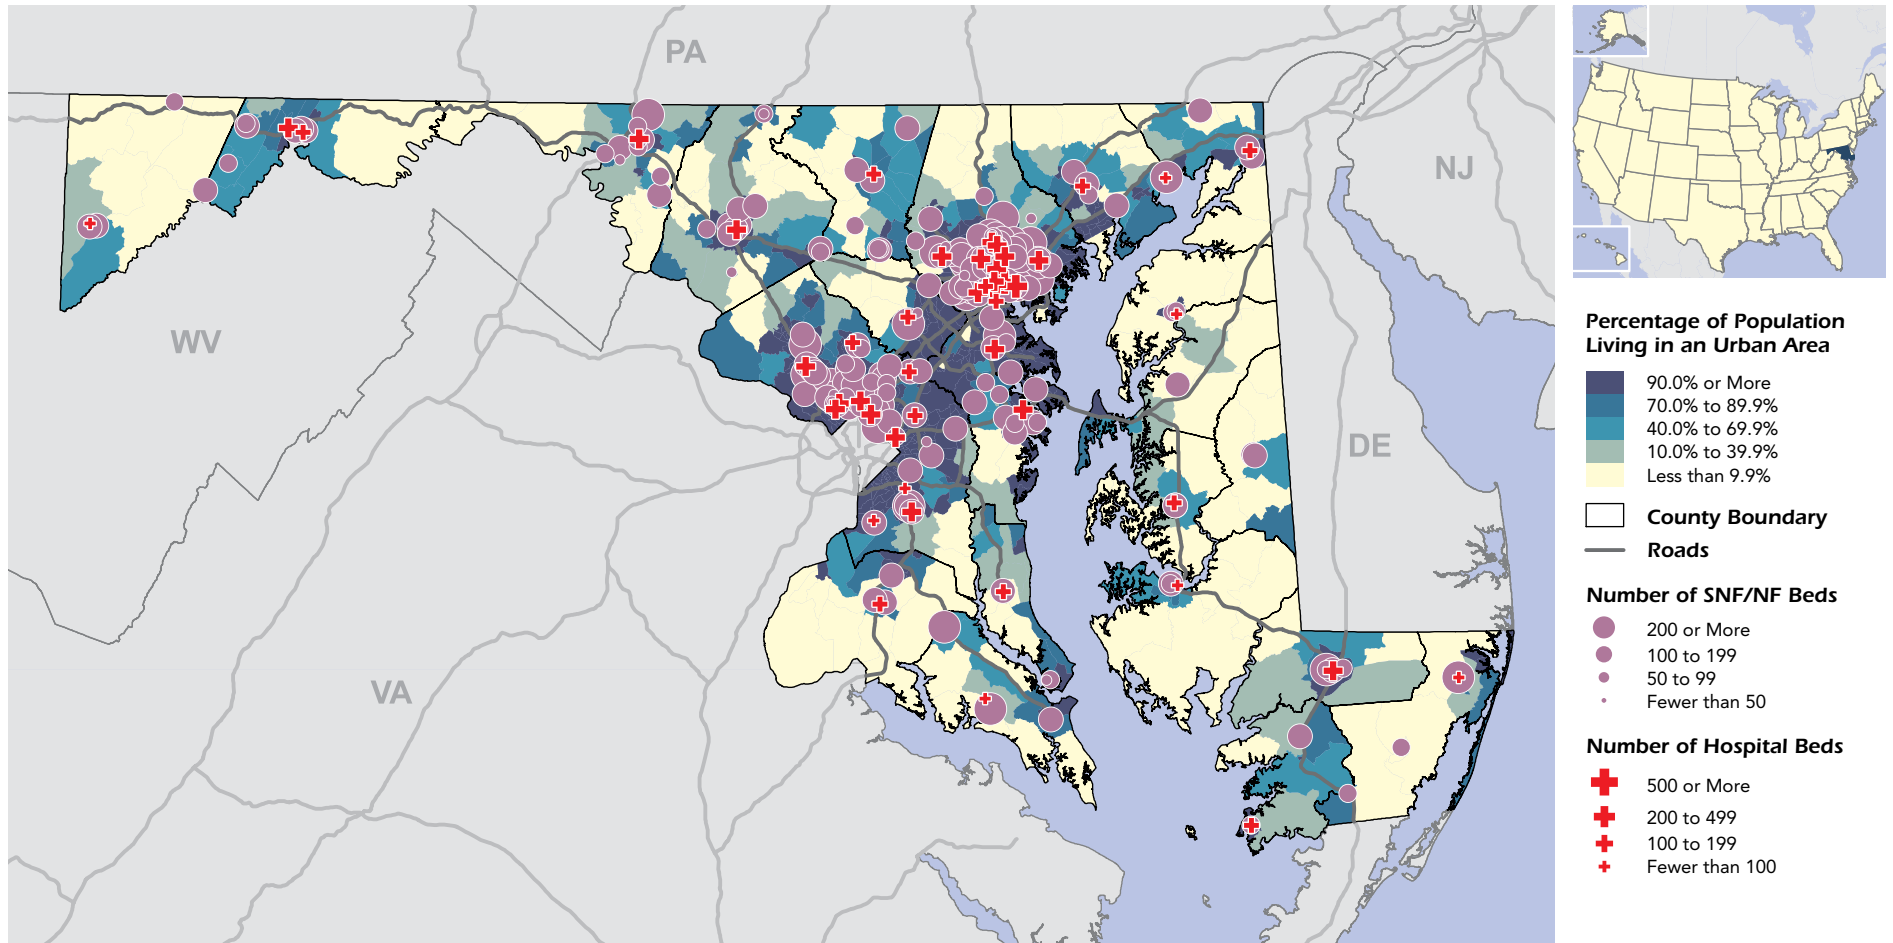 PA
NJ
WV
DE
VA
Percentage of Population
Living in an Urban Area
90.0% or More
70.0% to 89.9%
40.0% to 69.9%
10.0% to 39.9%
Less than 9.9%
County Boundary
Roads
Number of SNF/NF Beds
200 or More
100 to 199
50 to 99
Fewer than 50
Number of Hospital Beds
500 or More
200 to 499
100 to 199
Fewer than 100